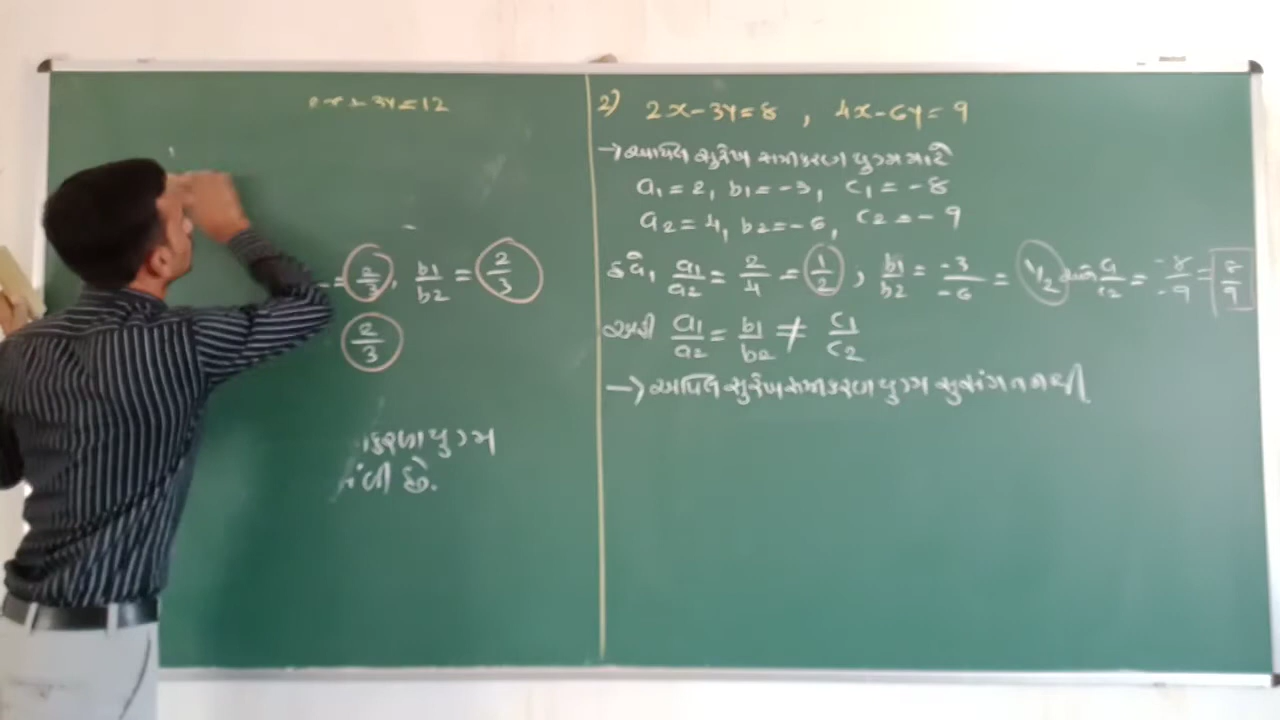 + 3y = 12
= 2/3, b1/b2 = 2/3
2/3
કરણ યુગ્મ
છે.
2) 2x - 3y = 8 , 4x - 6y = 9
→ આપેલ સુરેખ સમીકરણ યુગ્મ માટે
a1 = 2, b1 = -3, c1 = -8
a2 = 4, b2 = -6, c2 = -9
હવે, a1/a2 = 2/4 = 1/2 , b1/b2 = -3/-6 = 1/2 અને c1/c2 = -8/-9 = 8/9
અહી a1/a2 = b1/b2 ≠ c1/c2
→ આપેલ સુરેખ સમીકરણ યુગ્મ સુસંગત નથી